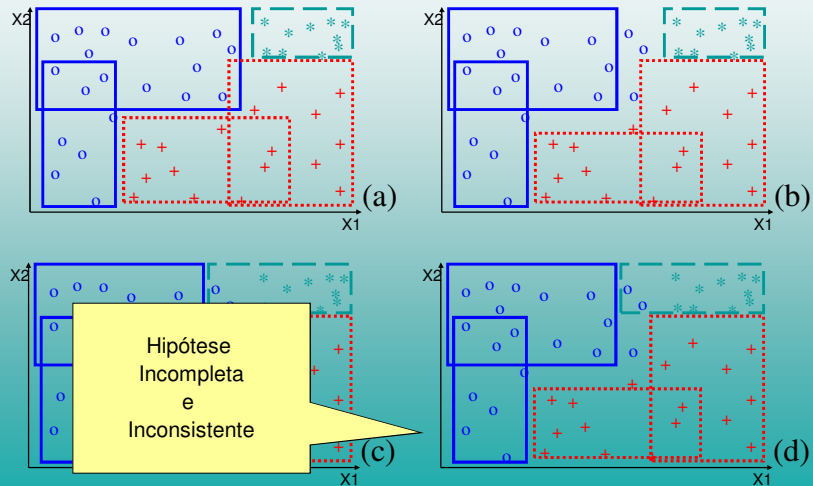 X2
(a)
X1
X2
(b)
X1
X2
(c)
X1
X2
(d)
X1
Hipótese
Incompleta
e
Inconsistente